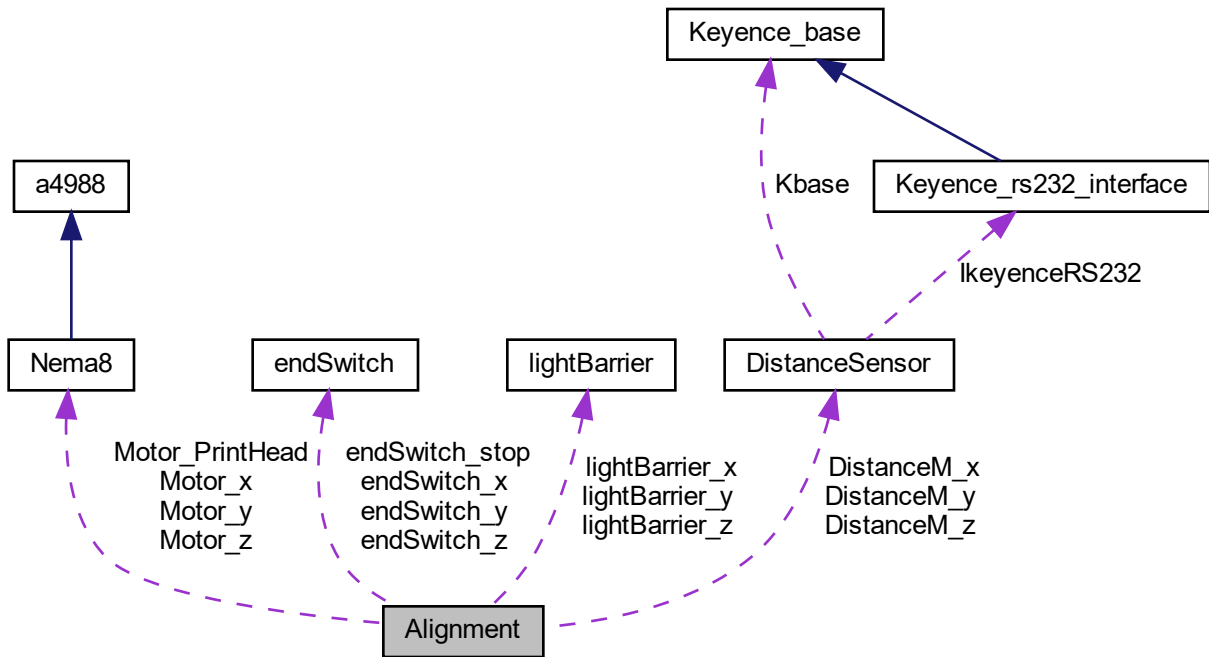 Keyence_base
a4988
Kbase
Keyence_rs232_interface
IkeyenceRS232
Nema8
endSwitch
lightBarrier
DistanceSensor
Motor_PrintHead
Motor_x
Motor_y
Motor_z
endSwitch_stop
endSwitch_x
endSwitch_y
endSwitch_z
lightBarrier_x
lightBarrier_y
lightBarrier_z
DistanceM_x
DistanceM_y
DistanceM_z
Alignment